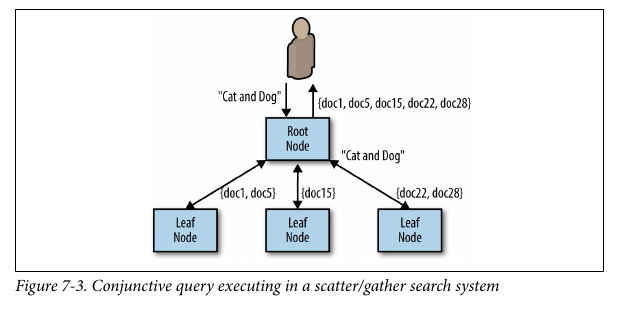 "Cat and Dog"
{doc1, doc5, doc15, doc22, doc28}
Root
Node
"Cat and Dog"
{doc1, doc5}
{doc15}
{doc22, doc28}
Leaf
Node
Leaf
Node
Leaf
Node
Figure 7-3. Conjunctive query executing in a scatter/gather search system